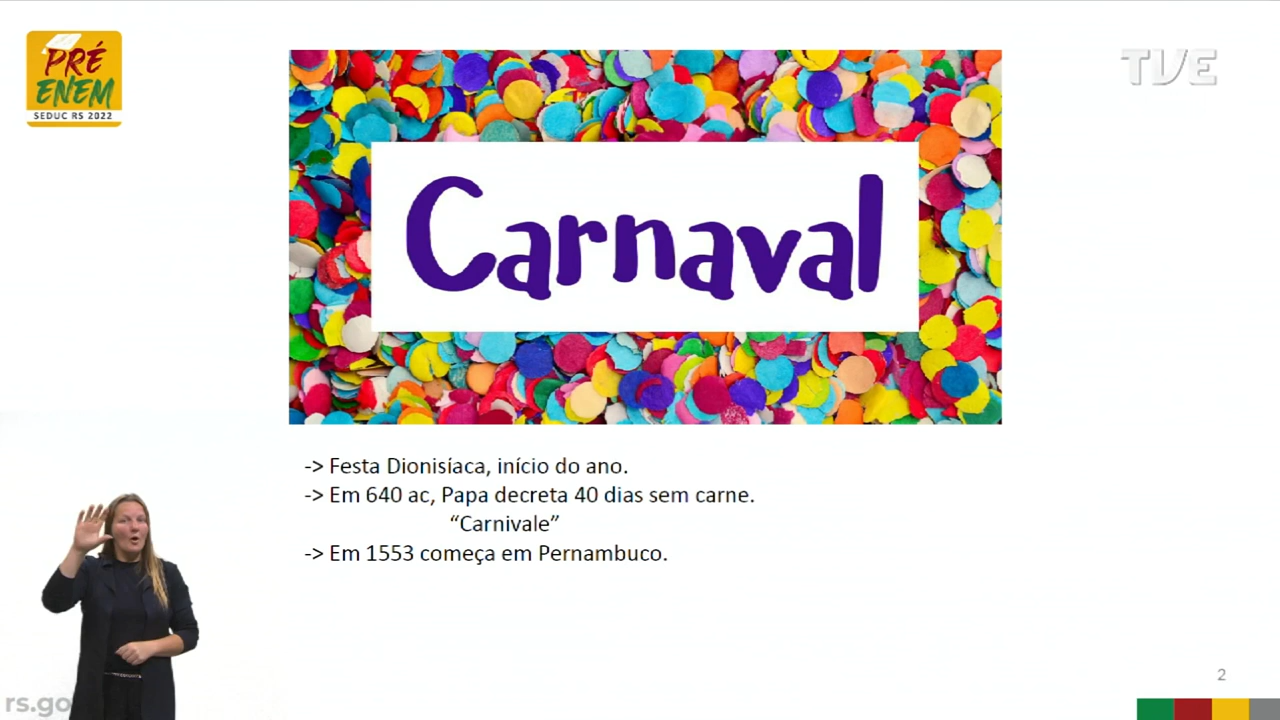 PRÉ
ENEM
SEDUC RS 2022
TVE
Carnaval
-> Festa Dionisíaca, início do ano.
-> Em 640 ac, Papa decreta 40 dias sem carne.
“Carnivale”
-> Em 1553 começa em Pernambuco.
2
rs.go